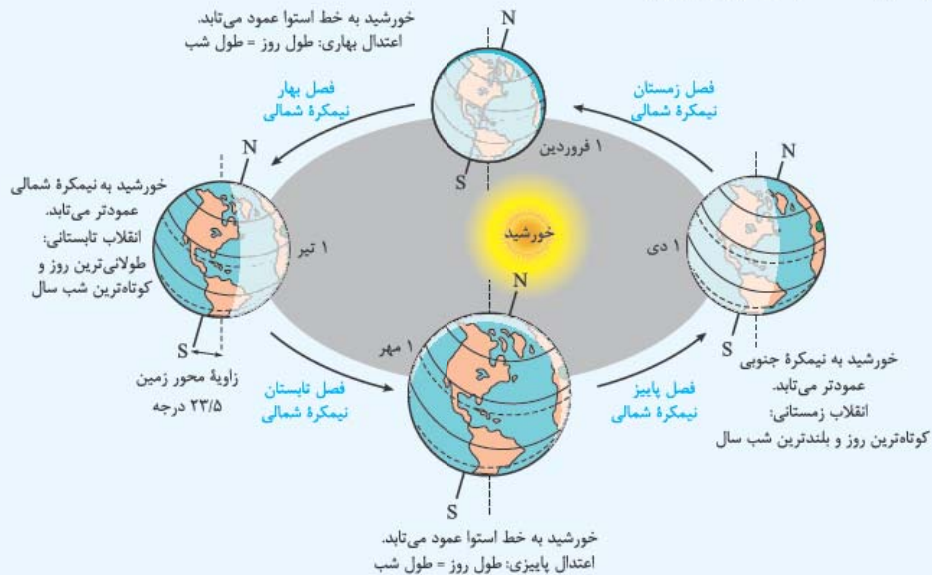 خورشید به خط استوا عمود می‌تابد.
اعتدال بهاری: طول روز = طول شب
N
فصل زمستان
نیمکرهٔ شمالی
فصل بهار
نیمکرهٔ شمالی
۱ فروردین
S
N
N
خورشید به نیمکرهٔ شمالی
عمودتر می‌تابد.
انقلاب تابستانی:
طولانی‌ترین روز و
کوتاه‌ترین شب سال
۱ تیر
خورشید
۱ دی
S
زاویهٔ محور زمین
۲۳/۵ درجه
N
۱ مهر
S
خورشید به نیمکرهٔ جنوبی
عمودتر می‌تابد.
انقلاب زمستانی:
کوتاه‌ترین روز و بلندترین شب سال
فصل پاییز
نیمکرهٔ شمالی
فصل تابستان
نیمکرهٔ شمالی
S
خورشید به خط استوا عمود می‌تابد.
اعتدال پاییزی: طول روز = طول شب